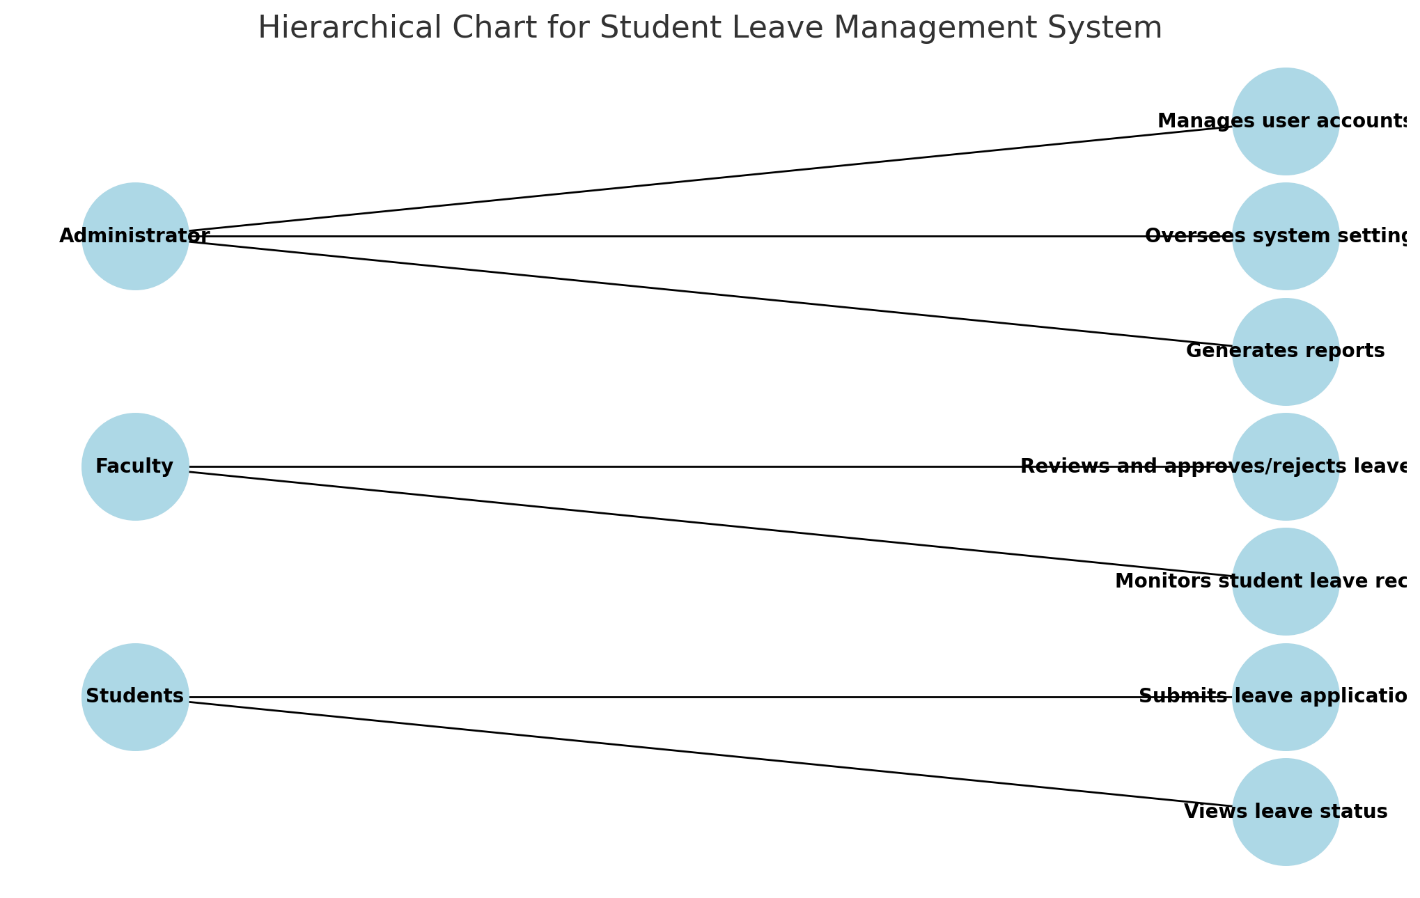 Hierarchical Chart for Student Leave Management System
Manages user accounts
Administrator
Oversees system setting
Generates reports
Faculty
Reviews and approves/rejects leave
Monitors student leave rec
Students
Submits leave applicatio
Views leave status